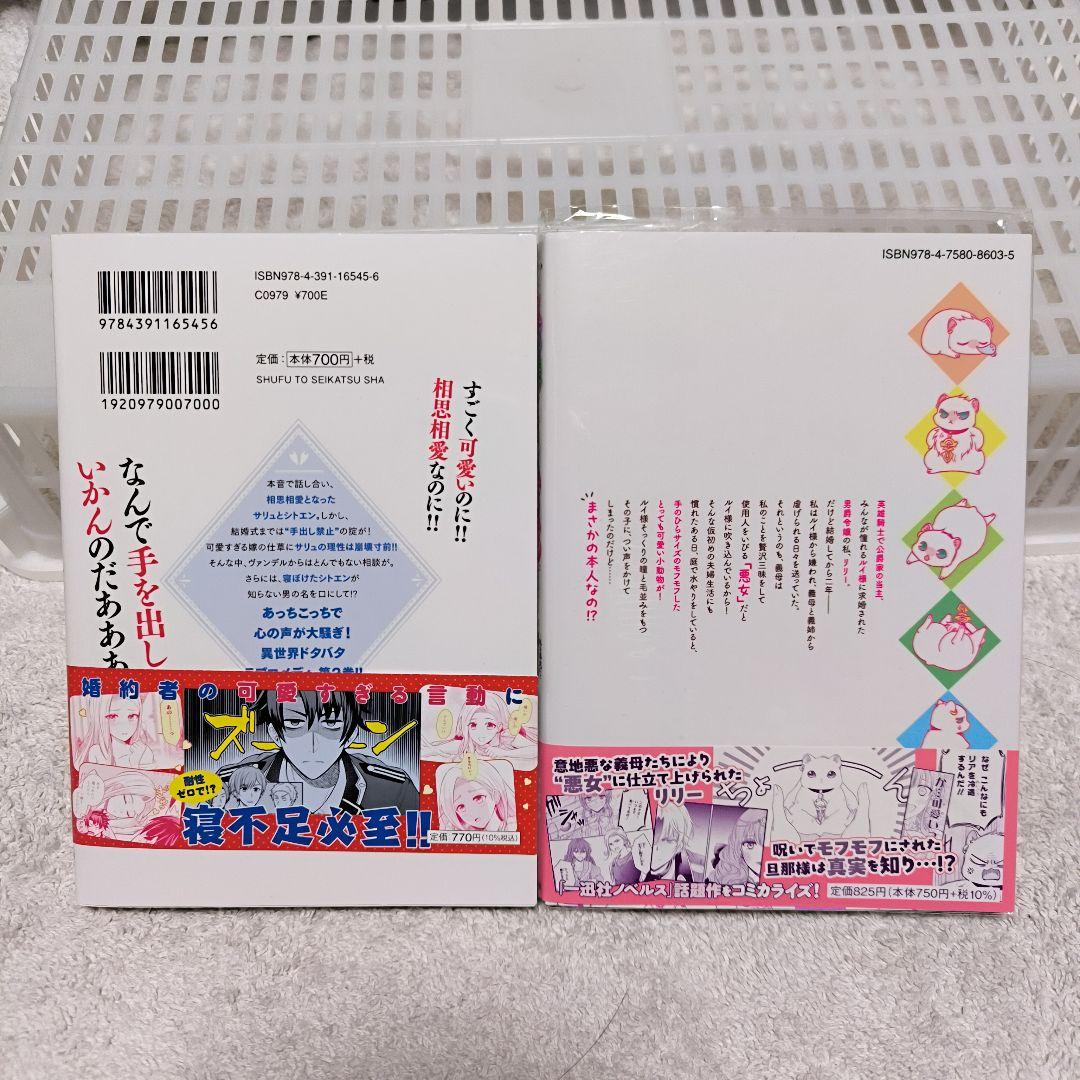 ISBN978-4-391-16545-6
C0979 ¥700E
9784391165456
定価：本体700円＋税
SHUFU TO SEIKATSU SHA
1920979007000
すごく可愛いのに!!
相思相愛なのに!!
なんで手を出し
いかんのだあああ
本音で話し合い、
相思相愛となった
サリュとシトエン。しかし、
結婚式までは“手出し禁止”の掟が！
可愛すぎる嫁の仕草にサリュの理性は崩壊寸前!!
そんな中、ヴァンデルからはとんでもない相談が。
さらには、寝ぼけたシトエンが
知らない男の名を口にして!?
あっちこっちで
心の声が大騒ぎ！
異世界ドタバタ
婚約者の可愛すぎる言動に
ズーーン
耐性
ゼロで!?
寝不足必至!!
定価 770円(10%税込)
ISBN978-4-7580-8603-5
英雄騎士で公爵家の当主、
みんなが憧れるルイ様に求婚された
男爵令嬢の私、リリー。
だけど結婚してから二年――
私はルイ様から嫌われ、義母と義姉から
虐げられる日々を送っていた。
それというのも、義母は
私のことを贅沢三昧をして
使用人をいびる「悪女」だと
ルイ様に吹き込んでいるから！
そんな仮初めの夫婦生活にも
慣れたある日、庭で水やりをしていると、
手のひらサイズのモフモフした
とっても可愛い小動物が！
ルイ様そっくりの瞳と毛並みをもつ
その子に、つい声をかけて
しまったのだけど……
まさかの本人なの!?
意地悪な義母たちにより
“悪女”に仕立て上げられた
リリー
なぜ こんなにも
リアを冷遇
するんだ!!
か…可愛い…
呪いでモフモフにされた
旦那様は真実を知り…!?
「一迅社ノベルス」話題作をコミカライズ！
定価825円(本体750円+税10%)